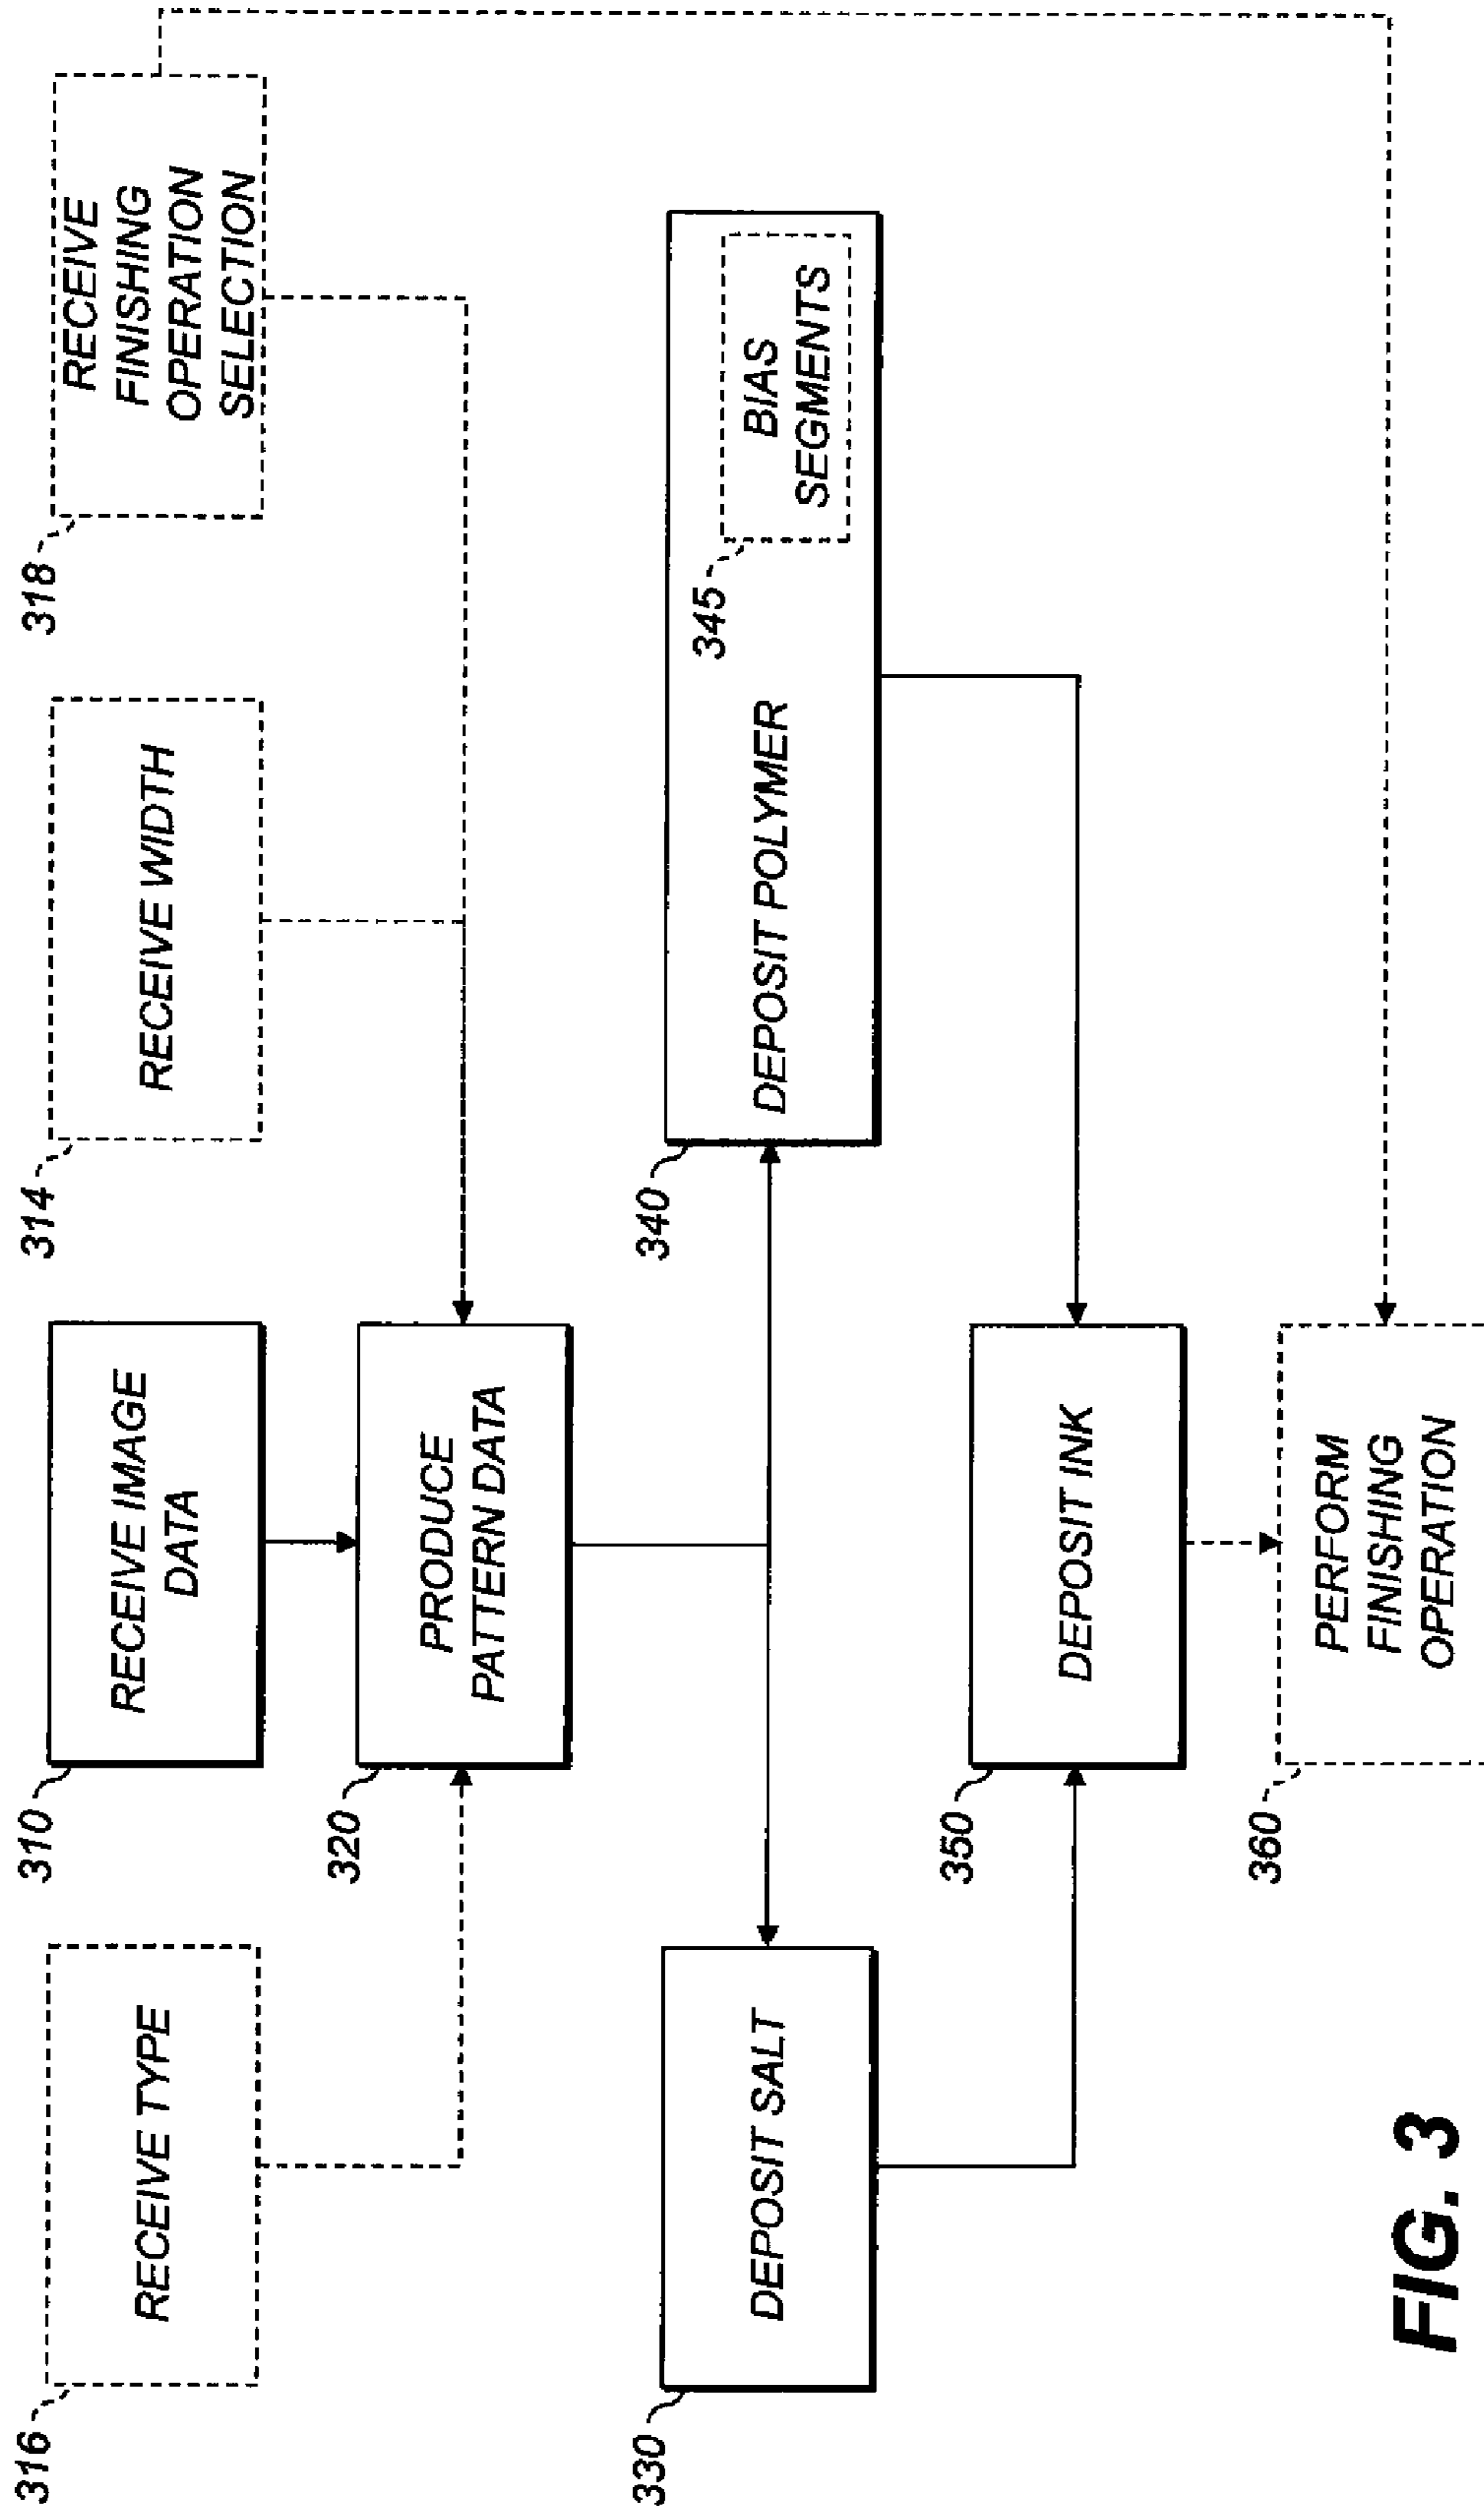 316
RECEIVE TYPE
310
RECEIVE IMAGE
DATA
314
RECEIVE WIDTH
318
RECEIVE
FINISHING
OPERATION
SELECTION
320
PRODUCE
PATTERN DATA
330
DEPOSIT SALT
340
DEPOSIT POLYMER
345
BIAS
SEGMENTS
350
DEPOSIT INK
360
PERFORM
FINISHING
OPERATION
FIG. 3